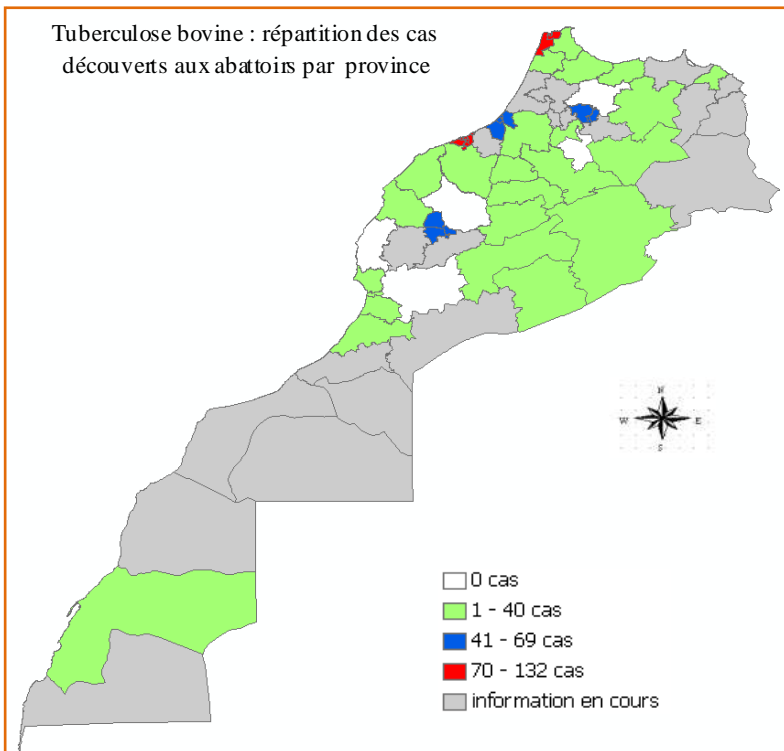 Tuberculose bovine : répartition des cas
découverts aux abattoirs par province
N
W E
S
0 cas
1 - 40 cas
41 - 69 cas
70 - 132 cas
information en cours